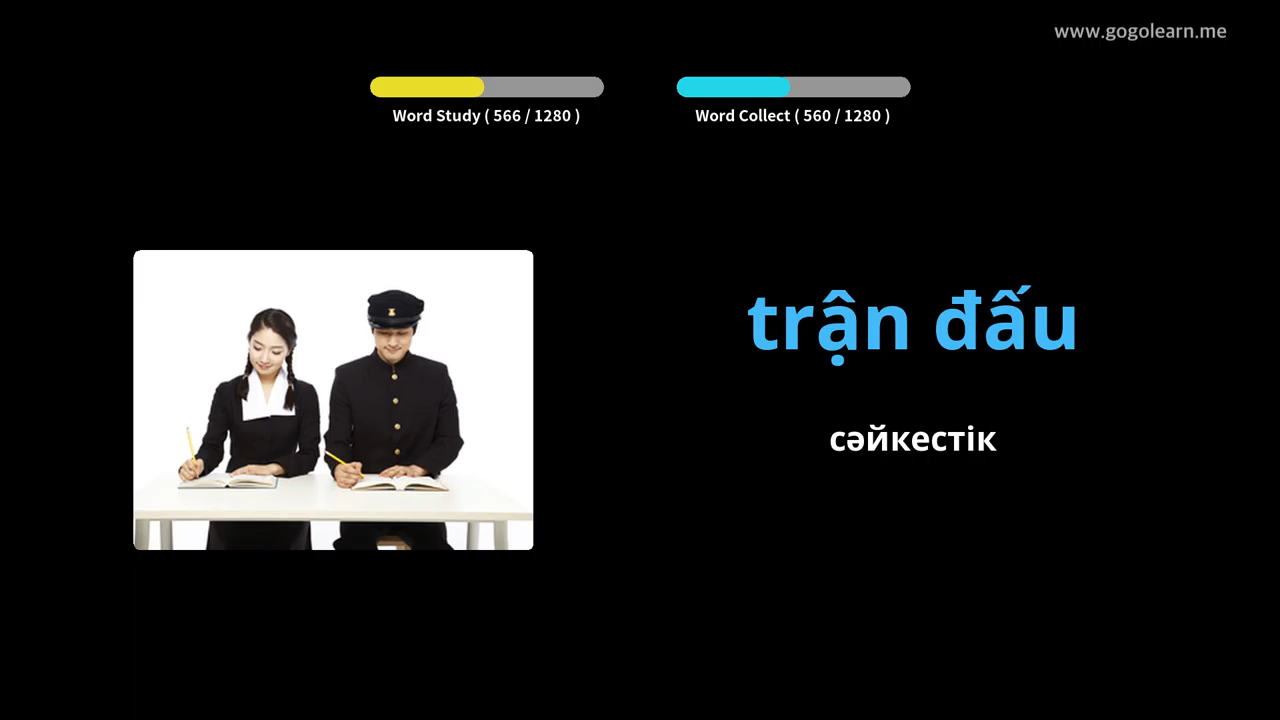 www.gogolearn.me
Word Study ( 566 / 1280 )
Word Collect ( 560 / 1280 )
trận đấu
сәйкестік